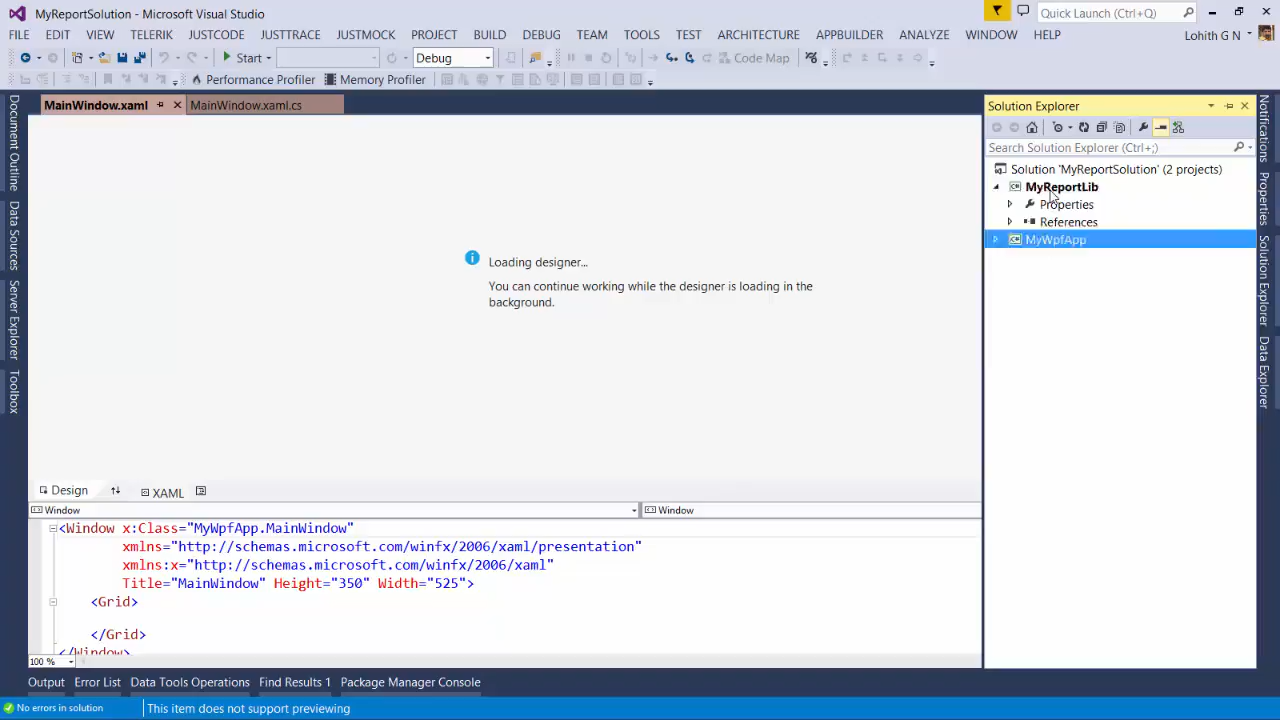 MyReportSolution - Microsoft Visual Studio
Quick Launch (Ctrl+Q)
FILE EDIT VIEW TELERIK JUSTCODE JUSTTRACE JUSTMOCK PROJECT BUILD DEBUG TEAM TOOLS TEST ARCHITECTURE APPBUILDER ANALYZE WINDOW HELP Lohith G N
Start Debug Code Map
Performance Profiler Memory Profiler
MainWindow.xaml MainWindow.xaml.cs
Document Outline
Data Sources
Server Explorer
Toolbox
Loading designer...
You can continue working while the designer is loading in the
background.
Design XAML
Window Window
<Window x:Class="MyWpfApp.MainWindow"
xmlns="http://schemas.microsoft.com/winfx/2006/xaml/presentation"
xmlns:x="http://schemas.microsoft.com/winfx/2006/xaml"
Title="MainWindow" Height="350" Width="525">
<Grid>
</Grid>
</Window>
100 %
Solution Explorer
Search Solution Explorer (Ctrl+;)
Solution 'MyReportSolution' (2 projects)
MyReportLib
Properties
References
MyWpfApp
Notifications
Properties
Solution Explorer
Data Explorer
Output Error List Data Tools Operations Find Results 1 Package Manager Console
No errors in solution This item does not support previewing